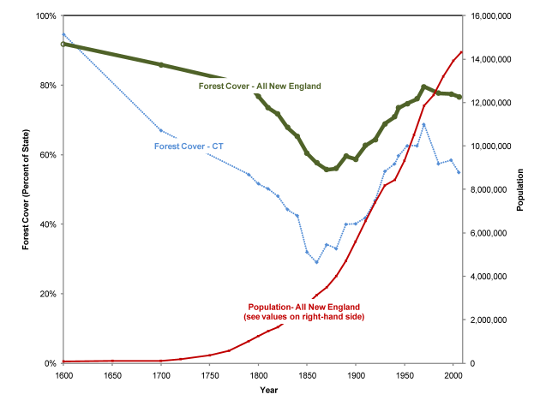 100%
80%
60%
40%
20%
0%
Forest Cover (Percent of State)
16,000,000
14,000,000
12,000,000
10,000,000
8,000,000
6,000,000
4,000,000
2,000,000
0
Population
Forest Cover - All New England
Forest Cover - CT
Population- All New England
(see values on right-hand side)
1600 1650 1700 1750 1800 1850 1900 1950 2000
Year